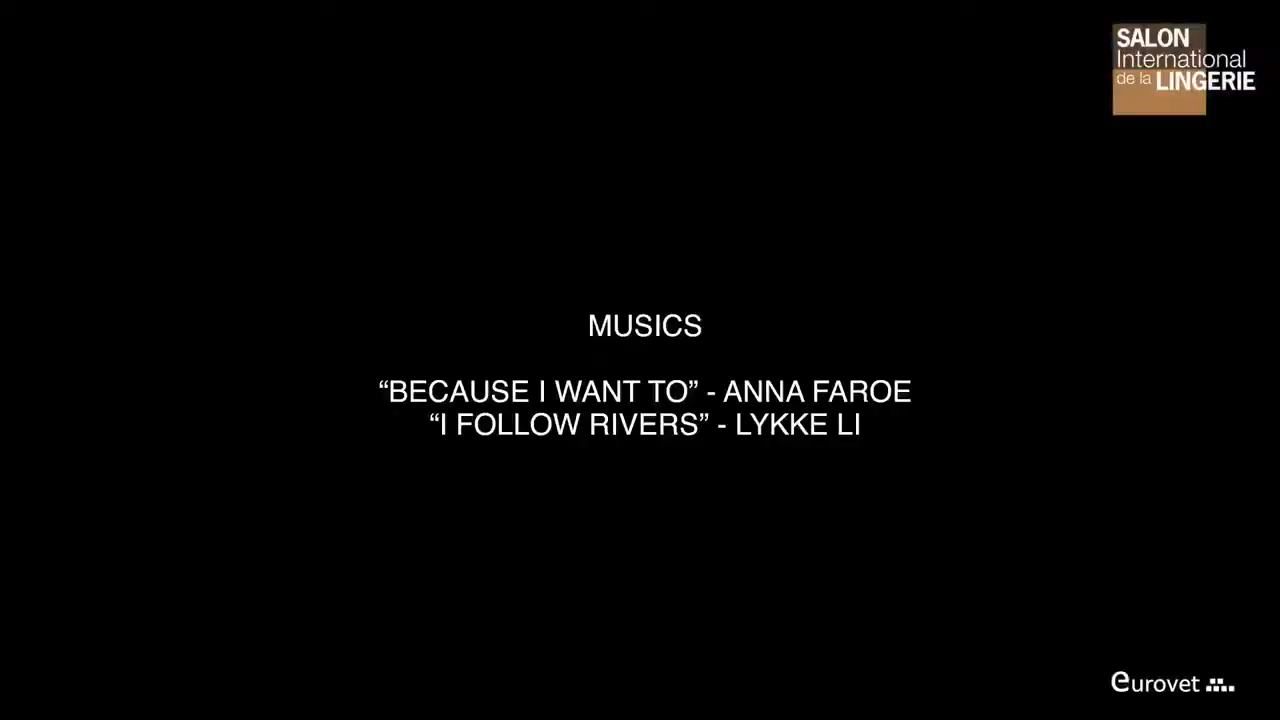 SALON
International
de la LINGERIE
MUSICS
“BECAUSE I WANT TO” - ANNA FAROE
“I FOLLOW RIVERS” - LYKKE LI
eurovet